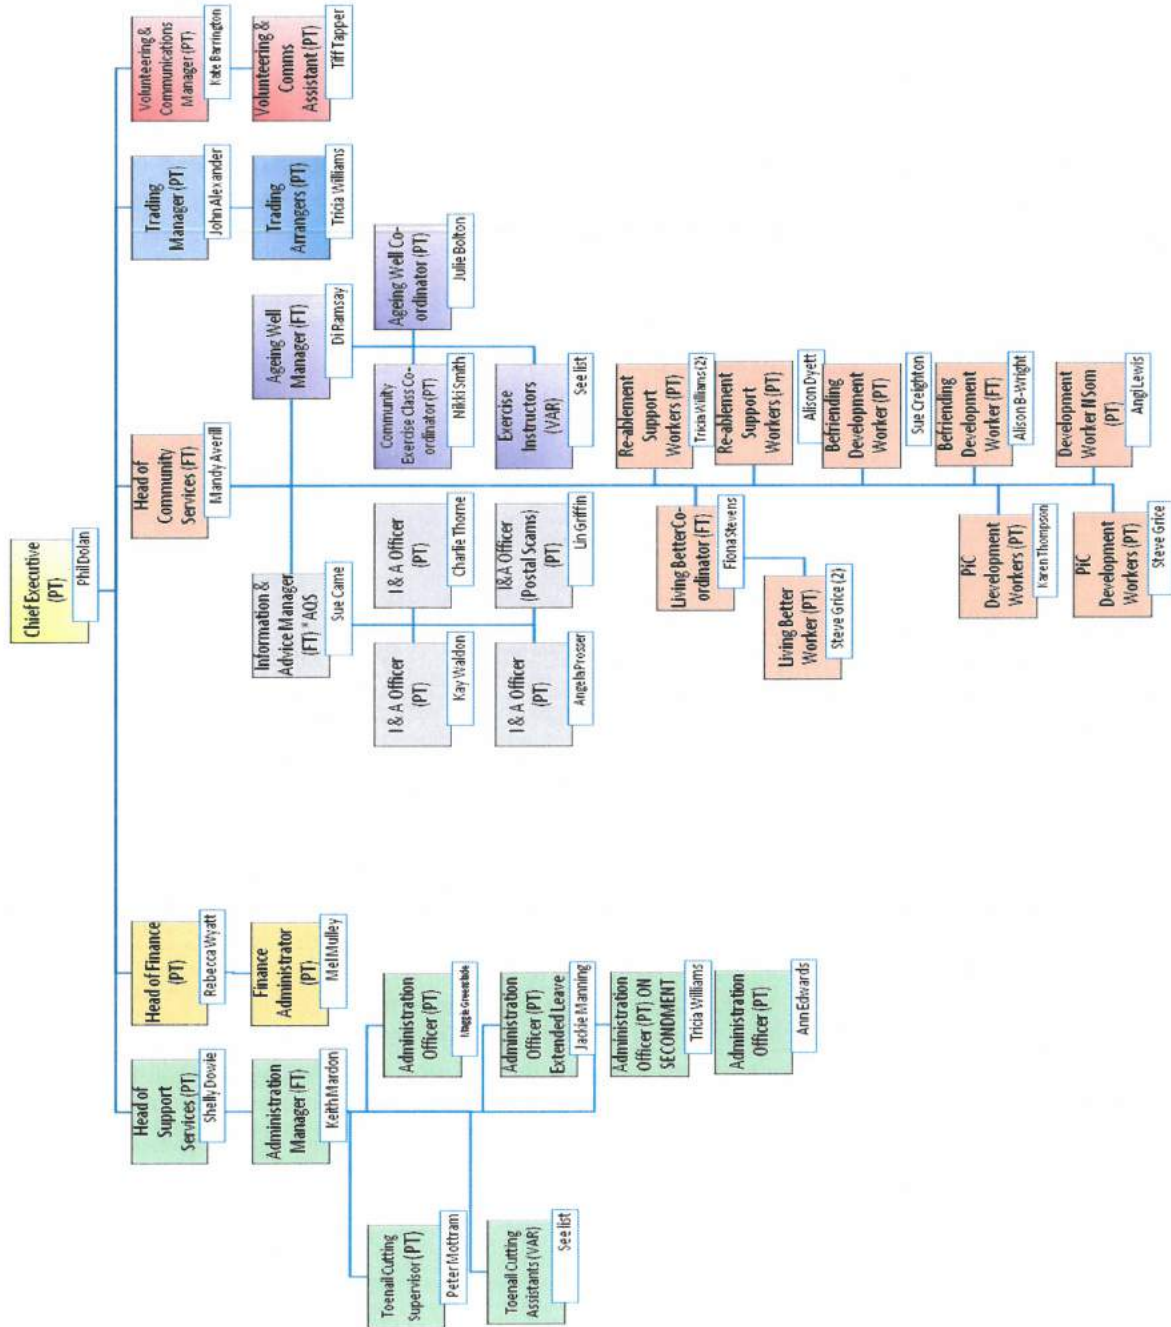 Chief Executive
(PT)
Phil Dolan
Head of
Support
Services (PT)
Shelly Dowie
Head of Finance
(PT)
Rebecca Wyatt
Head of
Community
Services (FT)
Mandy Averill
Trading
Manager (PT)
John Alexander
Volunteering &
Communications
Manager (PT)
Kate Barrington
Administration
Manager (FT)
Keith Mardon
Finance
Administrator
(PT)
Mel Mulley
Information &
Advice Manager
(FT) * AQS
Sue Came
Ageing Well
Manager (FT)
Di Ramsay
Trading
Arrangers (PT)
Tricia Williams
Volunteering &
Comms
Assistant (PT)
Tiff Tapper
Toenail Cutting
Supervisor (PT)
Peter Mottram
Administration
Officer (PT)
Maggie
I & A Officer
(PT)
Kay Waldon
I & A Officer
(PT)
Charlie Thorne
Community
Exercise Class Co-
ordinator (PT)
Nikki Smith
Ageing Well Co-
ordinator (PT)
Julie Bolton
Toenail Cutting
Assistants (VAR)
See list
Administration
Officer (PT)
Extended Leave
Jackie Manning
I & A Officer
(PT)
Angela Prosser
I&A Officer
(Postal Scams)
Lin Griffin
Exercise
Instructors
(VAR)
See list
Administration
Officer (PT) ON
SECONDMENT
Tricia Williams
Re-ablement
Support
Workers (PT)
Tricia Williams (2)
Living Better Co-
ordinator (FT)
Fiona Stevens
Administration
Officer (PT)
Ann Edwards
Re-ablement
Support
Workers (PT)
Alison Dyett
Living Better
Worker (PT)
Steve Grice (2)
Befriending
Development
Worker (PT)
Sue Creighton
Befriending
Development
Worker (FT)
Alison B-Wright
PiC
Development
Workers (PT)
Karen Thompson
Development
Worker N Som
(PT)
Angi Lewis
PiC
Development
Workers (PT)
Steve Grice